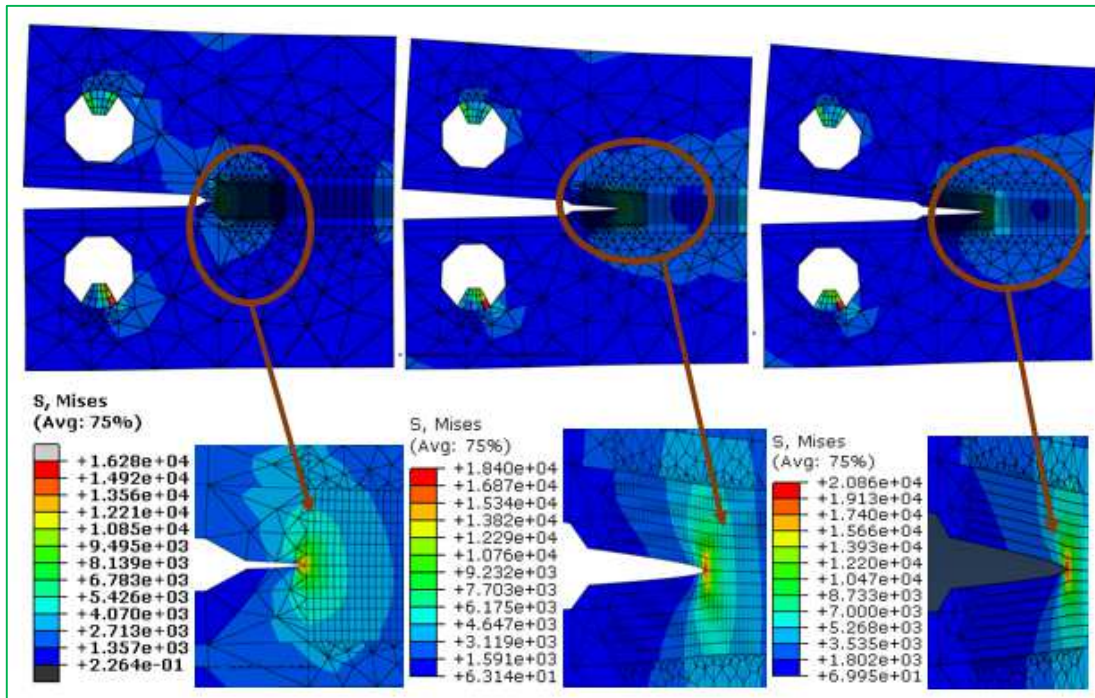 S, Mises
(Avg: 75%)
+1.628e+04
+1.492e+04
+1.356e+04
+1.221e+04
+1.085e+04
+9.495e+03
+8.139e+03
+6.783e+03
+5.426e+03
+4.070e+03
+2.713e+03
+1.357e+03
+2.264e-01
S, Mises
(Avg: 75%)
+1.840e+04
+1.687e+04
+1.534e+04
+1.382e+04
+1.229e+04
+1.076e+04
+9.232e+03
+7.703e+03
+6.175e+03
+4.647e+03
+3.119e+03
+1.591e+03
+6.314e+01
S, Mises
(Avg: 75%)
+2.086e+04
+1.913e+04
+1.740e+04
+1.566e+04
+1.393e+04
+1.220e+04
+1.047e+04
+8.733e+03
+7.000e+03
+5.268e+03
+3.535e+03
+1.802e+03
+6.995e+01